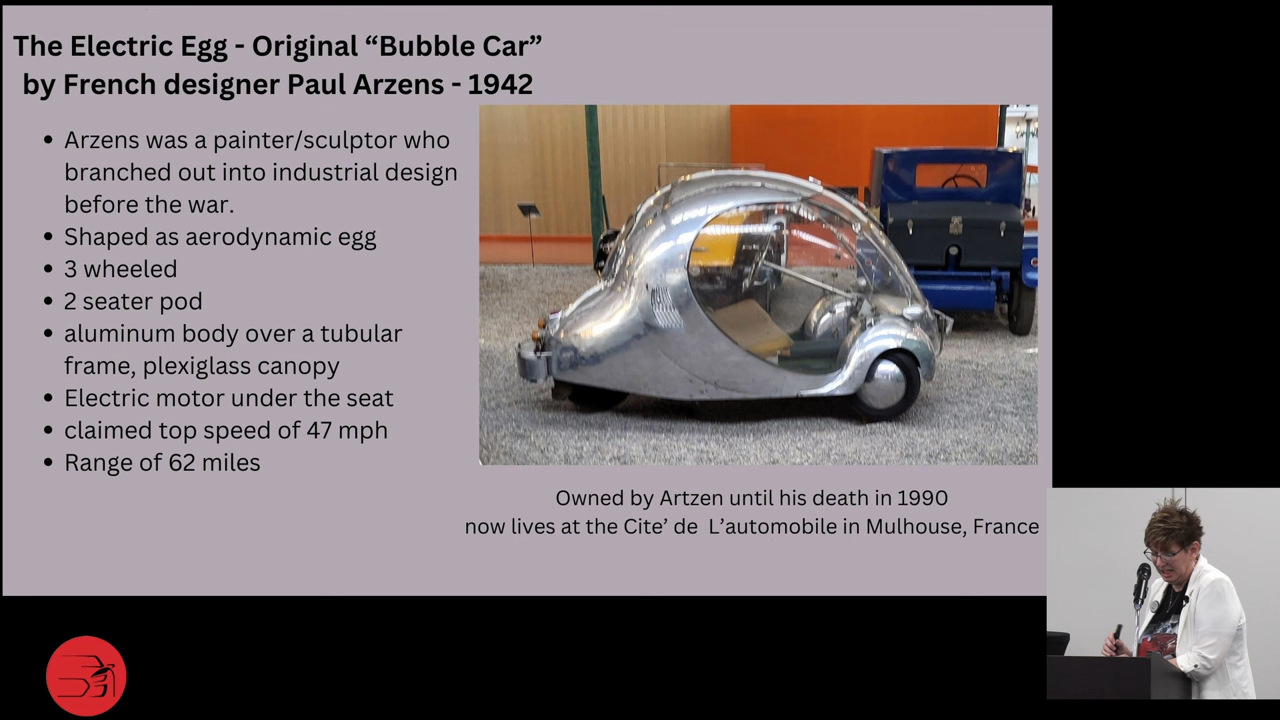 The Electric Egg - Original “Bubble Car”
by French designer Paul Arzens - 1942
• Arzens was a painter/sculptor who
branched out into industrial design
before the war.
• Shaped as aerodynamic egg
• 3 wheeled
• 2 seater pod
• aluminum body over a tubular
frame, plexiglass canopy
• Electric motor under the seat
• claimed top speed of 47 mph
• Range of 62 miles
Owned by Artzen until his death in 1990
now lives at the Cite’ de L’automobile in Mulhouse, France